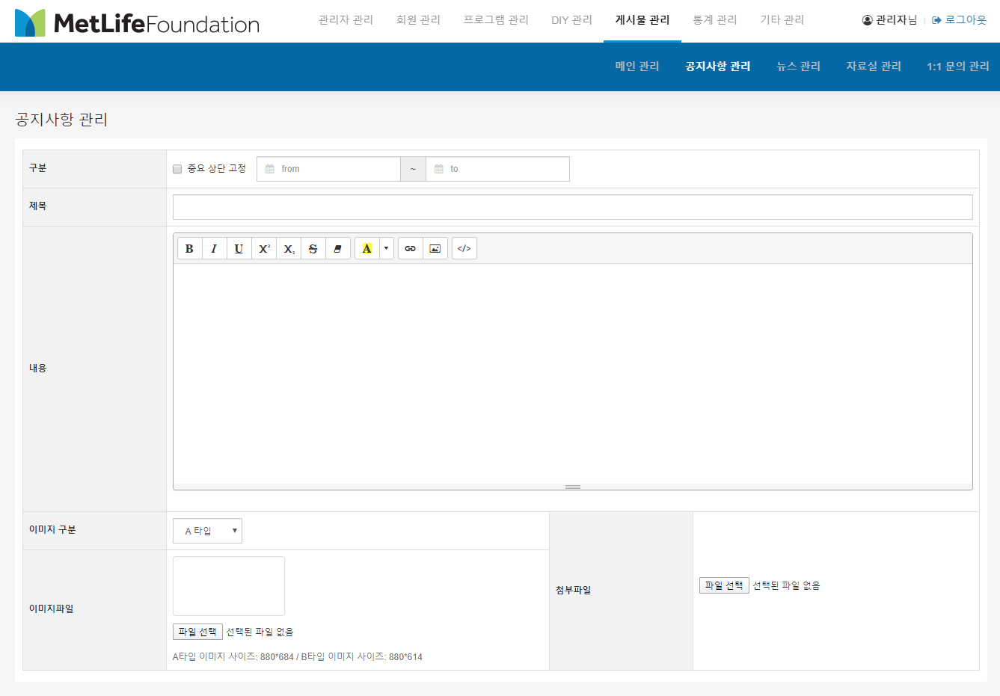 MetLifeFoundation
관리자 관리 회원 관리 프로그램 관리 DIY 관리 게시물 관리 통계 관리 기타 관리 관리자님 로그아웃
메인 관리 공지사항 관리 뉴스 관리 자료실 관리 1:1 문의 관리
공지사항 관리
구분 중요 상단 고정 from ~ to
제목
B I U X² X₂ S A </>
내용
이미지 구분 A 타입
첨부파일 파일 선택 선택된 파일 없음
이미지파일
파일 선택 선택된 파일 없음
A타입 이미지 사이즈: 880*684 / B타입 이미지 사이즈: 880*614